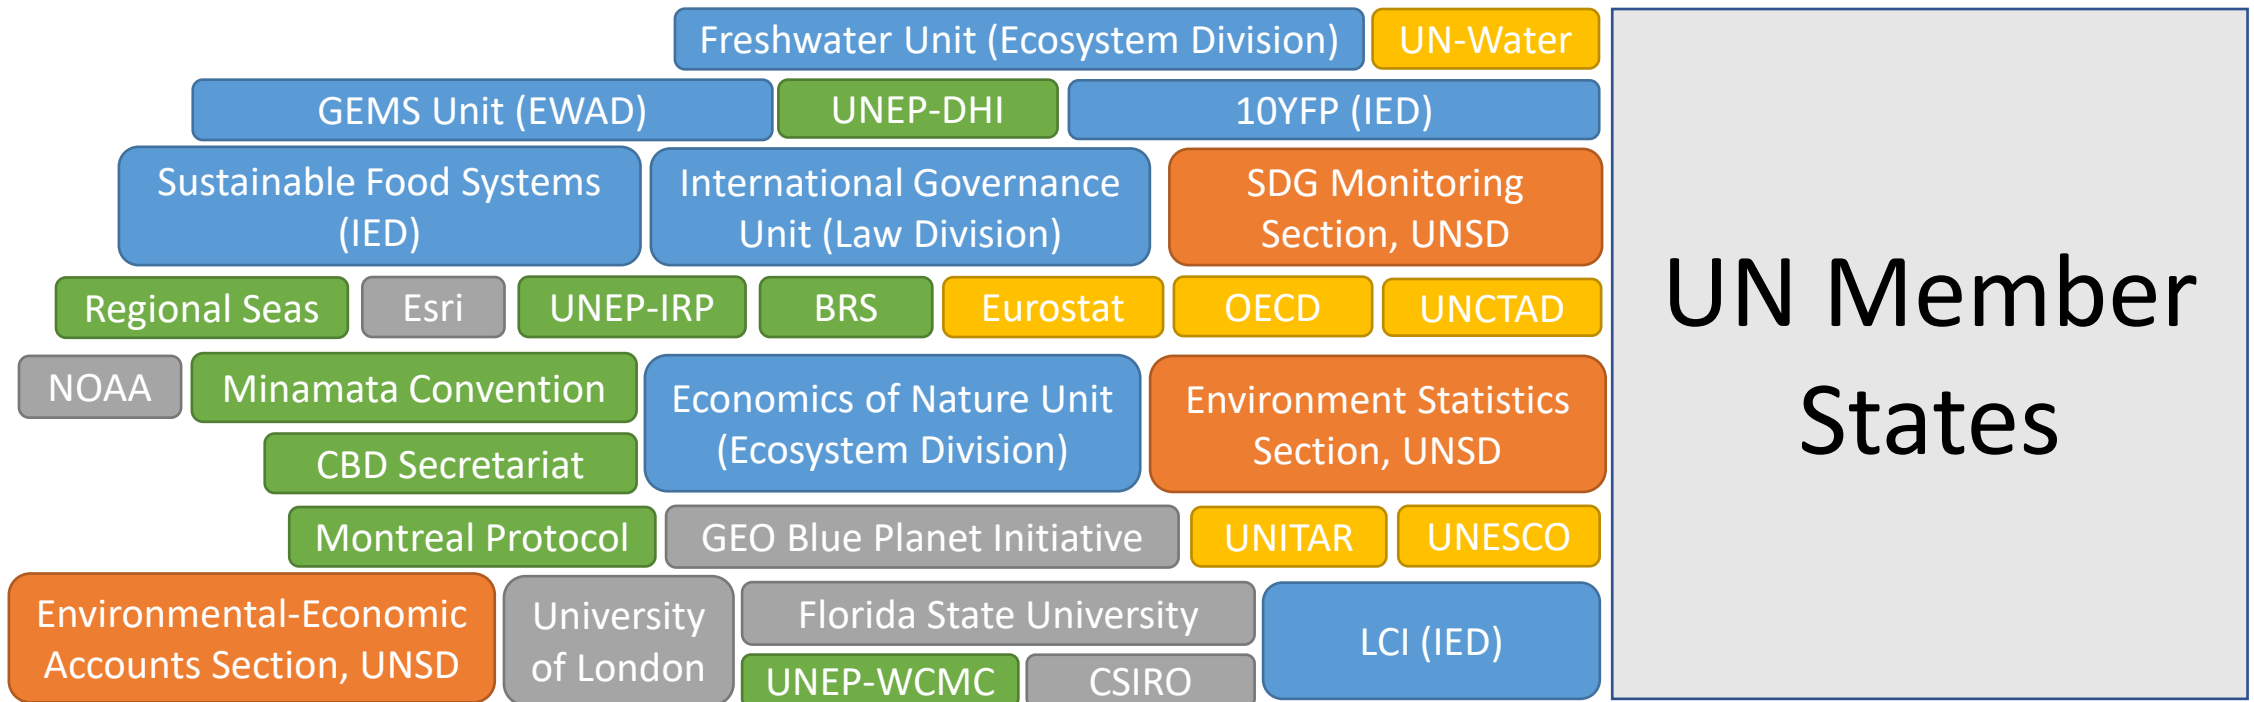 Freshwater Unit (Ecosystem Division)
UN-Water
GEMS Unit (EWAD)
UNEP-DHI
10YFP (IED)
Sustainable Food Systems
(IED)
International Governance
Unit (Law Division)
SDG Monitoring
Section, UNSD
Regional Seas
Esri
UNEP-IRP
BRS
Eurostat
OECD
UNCTAD
NOAA
Minamata Convention
Economics of Nature Unit
(Ecosystem Division)
Environment Statistics
Section, UNSD
CBD Secretariat
Montreal Protocol
GEO Blue Planet Initiative
UNITAR
UNESCO
Environmental-Economic
Accounts Section, UNSD
University
of London
Florida State University
UNEP-WCMC
CSIRO
LCI (IED)
UN Member
States